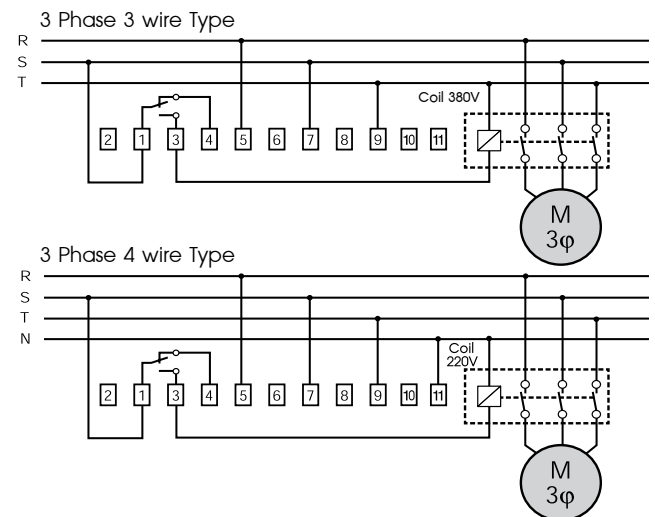 3 Phase 3 wire Type
R
S
T
Coil 380V
2 1 3 4 5 6 7 8 9 10 11
M
3φ
3 Phase 4 wire Type
R
S
T
N
Coil
220V
2 1 3 4 5 6 7 8 9 10 11
M
3φ